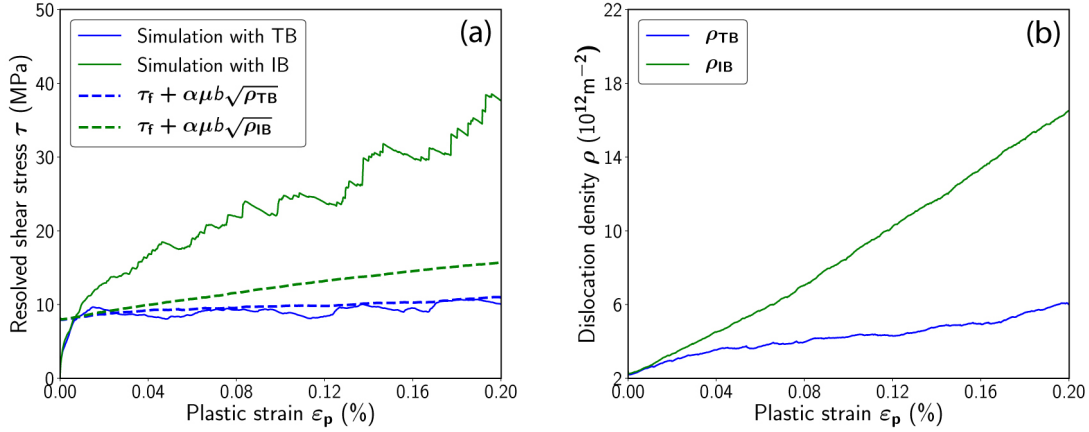 (a)
Simulation with TB
Simulation with IB
τf + αμb√ρTB
τf + αμb√ρIB
Resolved shear stress τ (MPa)
50
40
30
20
10
0
0.00 0.04 0.08 0.12 0.16 0.20
Plastic strain εp (%)
(b)
ρTB
ρIB
Dislocation density ρ (10¹²m⁻²)
22
18
14
10
6
2
0.00 0.04 0.08 0.12 0.16 0.20
Plastic strain εp (%)